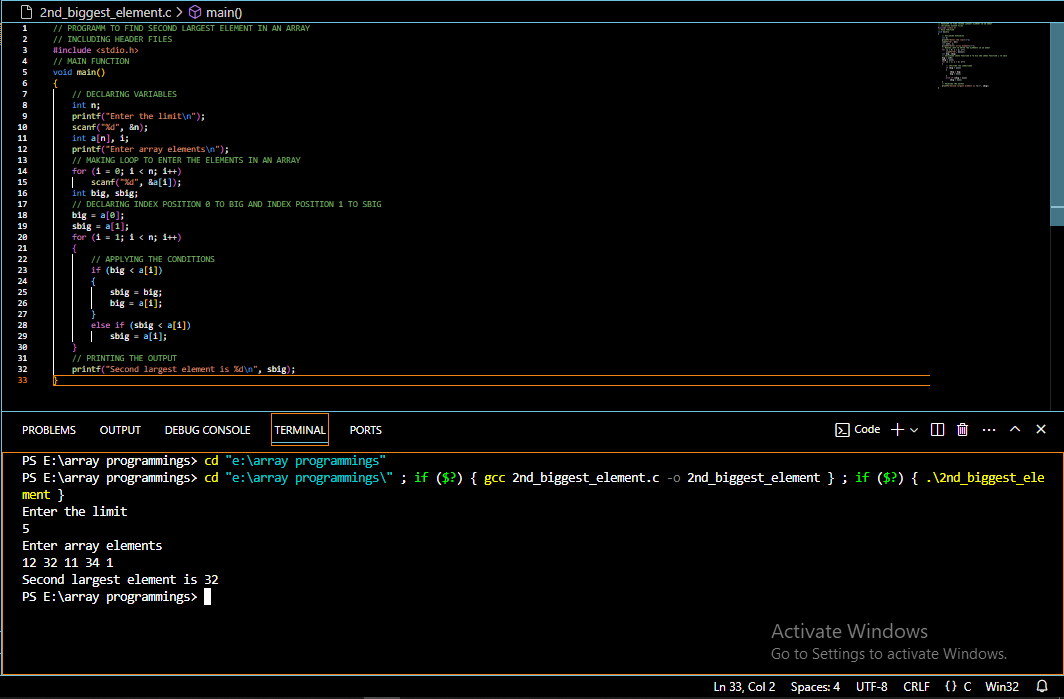 2nd_biggest_element.c > main()
1 // PROGRAMM TO FIND SECOND LARGEST ELEMENT IN AN ARRAY
2 // INCLUDING HEADER FILES
3 #include <stdio.h>
4 // MAIN FUNCTION
5 void main()
6 {
7 // DECLARING VARIABLES
8 int n;
9 printf("Enter the limit\n");
10 scanf("%d", &n);
11 int a[n], i;
12 printf("Enter array elements\n");
13 // MAKING LOOP TO ENTER THE ELEMENTS IN AN ARRAY
14 for (i = 0; i < n; i++)
15 scanf("%d", &a[i]);
16 int big, sbig;
17 // DECLARING INDEX POSITION 0 TO BIG AND INDEX POSITION 1 TO SBIG
18 big = a[0];
19 sbig = a[1];
20 for (i = 1; i < n; i++)
21 {
22 // APPLYING THE CONDITIONS
23 if (big < a[i])
24 {
25 sbig = big;
26 big = a[i];
27 }
28 else if (sbig < a[i])
29 sbig = a[i];
30 }
31 // PRINTING THE OUTPUT
32 printf("Second largest element is %d\n", sbig);
33 }
PROBLEMS OUTPUT DEBUG CONSOLE TERMINAL PORTS Code
PS E:\array programmings> cd "e:\array programmings"
PS E:\array programmings> cd "e:\array programmings\" ; if ($?) { gcc 2nd_biggest_element.c -o 2nd_biggest_element } ; if ($?) { .\2nd_biggest_ele
ment }
Enter the limit
5
Enter array elements
12 32 11 34 1
Second largest element is 32
PS E:\array programmings>
Activate Windows
Go to Settings to activate Windows.
Ln 33, Col 2 Spaces: 4 UTF-8 CRLF {} C Win32